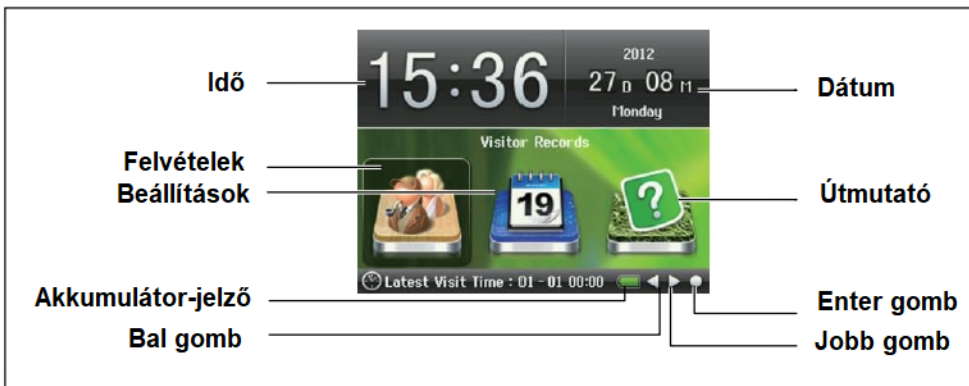 2012
15:36
27 D 08 M
Monday
Idő
Dátum
Visitor Records
Felvételek
Beállítások
19
?
Útmutató
Latest Visit Time : 01-01 00:00
Akkumulátor-jelző
Enter gomb
Bal gomb
Jobb gomb